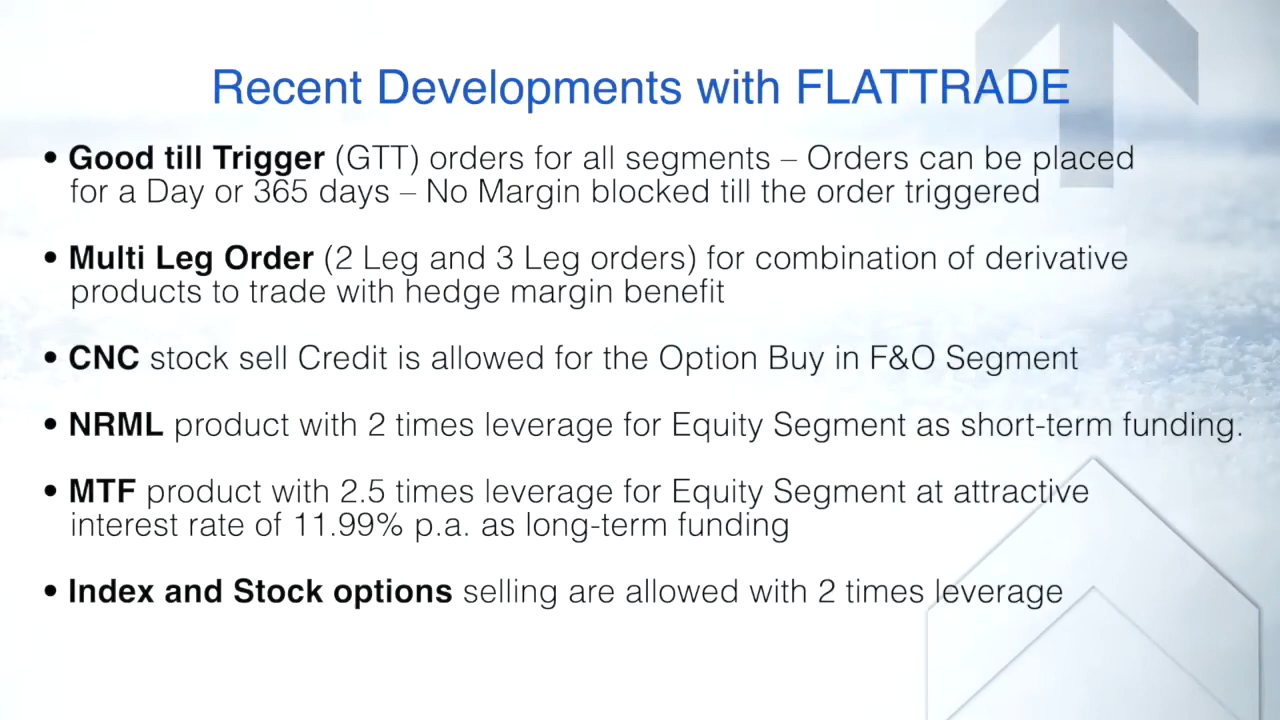 Recent Developments with FLATTRADE
• Good till Trigger (GTT) orders for all segments – Orders can be placed
for a Day or 365 days – No Margin blocked till the order triggered
• Multi Leg Order (2 Leg and 3 Leg orders) for combination of derivative
products to trade with hedge margin benefit
• CNC stock sell Credit is allowed for the Option Buy in F&O Segment
• NRML product with 2 times leverage for Equity Segment as short-term funding.
• MTF product with 2.5 times leverage for Equity Segment at attractive
interest rate of 11.99% p.a. as long-term funding
• Index and Stock options selling are allowed with 2 times leverage